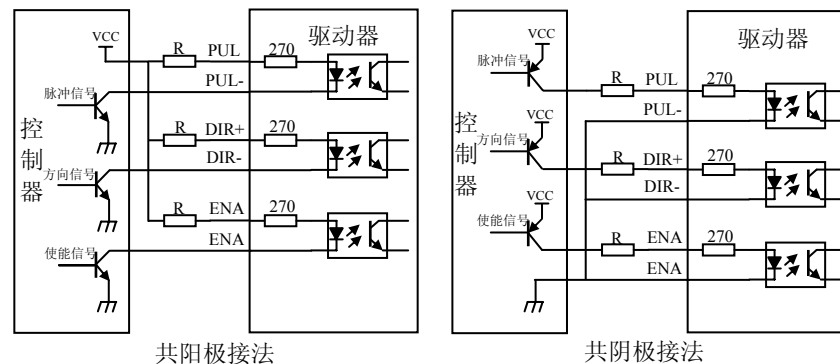 驱动器
VCC
R
PUL
270
脉冲信号
PUL-
R
DIR+
270
控制器
方向信号
DIR-
R
ENA
270
使能信号
ENA
共阳极接法
驱动器
VCC
脉冲信号
R
PUL
270
PUL-
VCC
控制器
方向信号
R
DIR+
270
DIR-
VCC
使能信号
R
ENA
270
ENA
共阴极接法